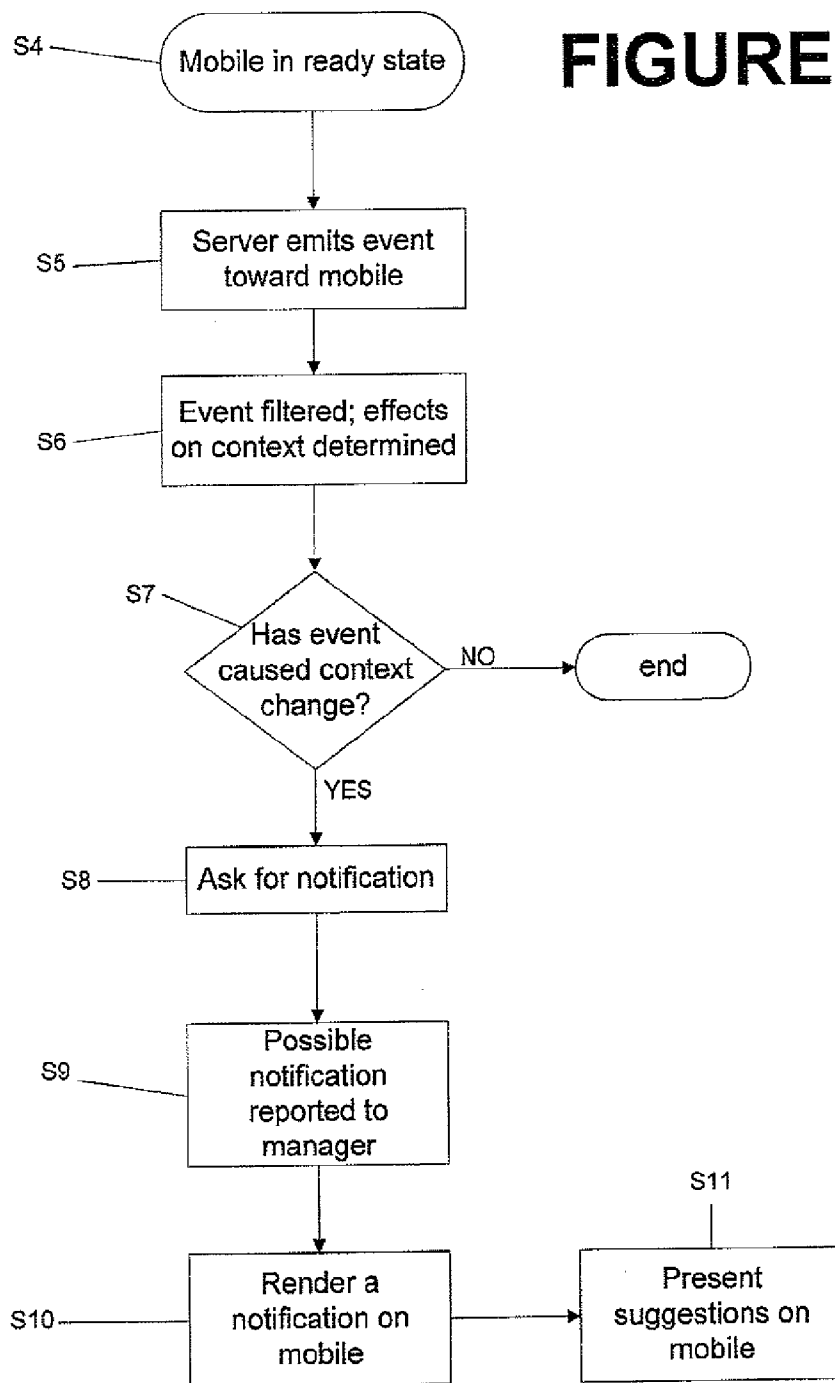 FIGURE
S4
Mobile in ready state
S5
Server emits event
toward mobile
S6
Event filtered; effects
on context determined
S7
Has event
caused context
change?
NO
end
YES
S8
Ask for notification
S9
Possible
notification
reported to
manager
S10
Render a
notification on
mobile
S11
Present
suggestions on
mobile